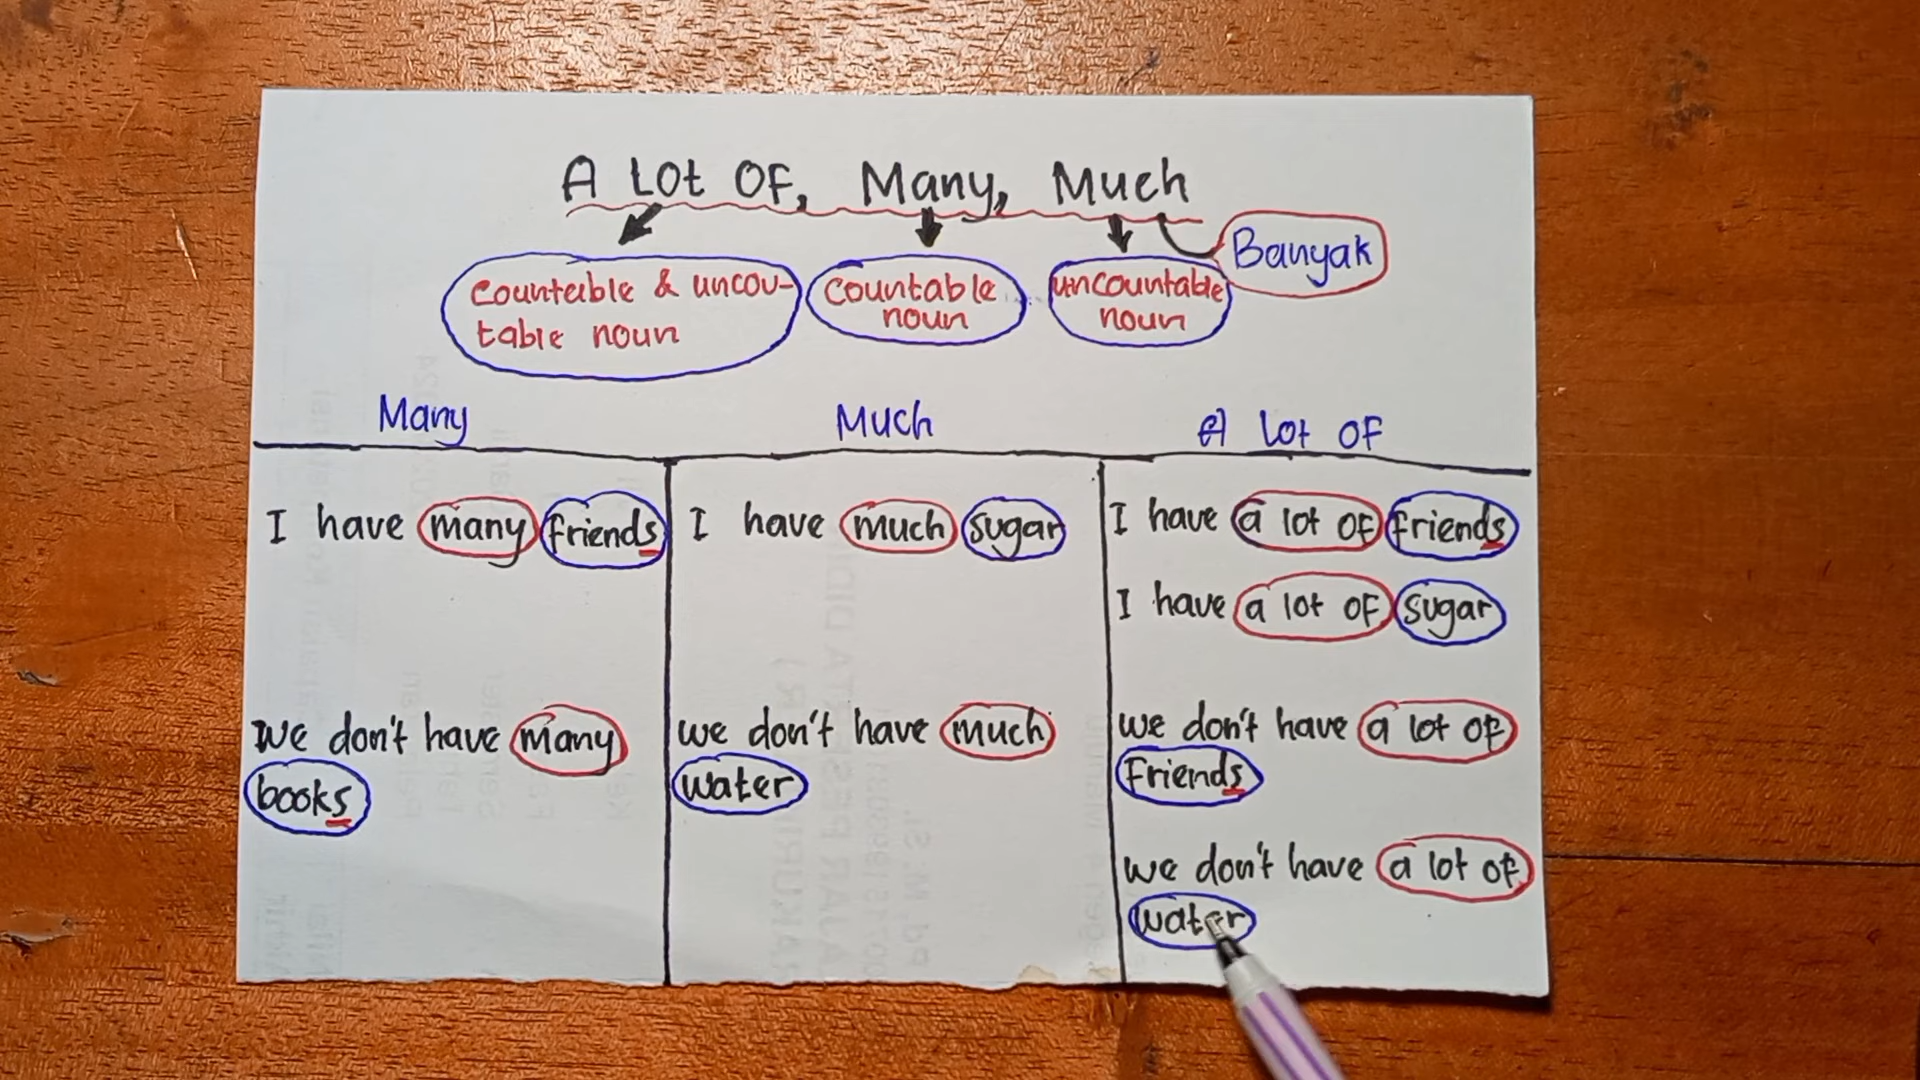 A Lot OF, Many, Much
Banyak
Counteible & uncou-
table noun
countable
noun
uncountable
noun
Many
Much
A lot OF
I have many friends
I have much sugar
I have a lot of friends
I have a lot OF sugar
We don't have many
books
we don't have much
water
we don't have a lot of
Friends
we don't have a lot of
water